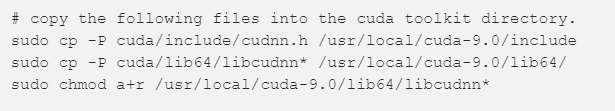 # copy the following files into the cuda toolkit directory.
sudo cp -P cuda/include/cudnn.h /usr/local/cuda-9.0/include
sudo cp -P cuda/lib64/libcudnn* /usr/local/cuda-9.0/lib64/
sudo chmod a+r /usr/local/cuda-9.0/lib64/libcudnn*